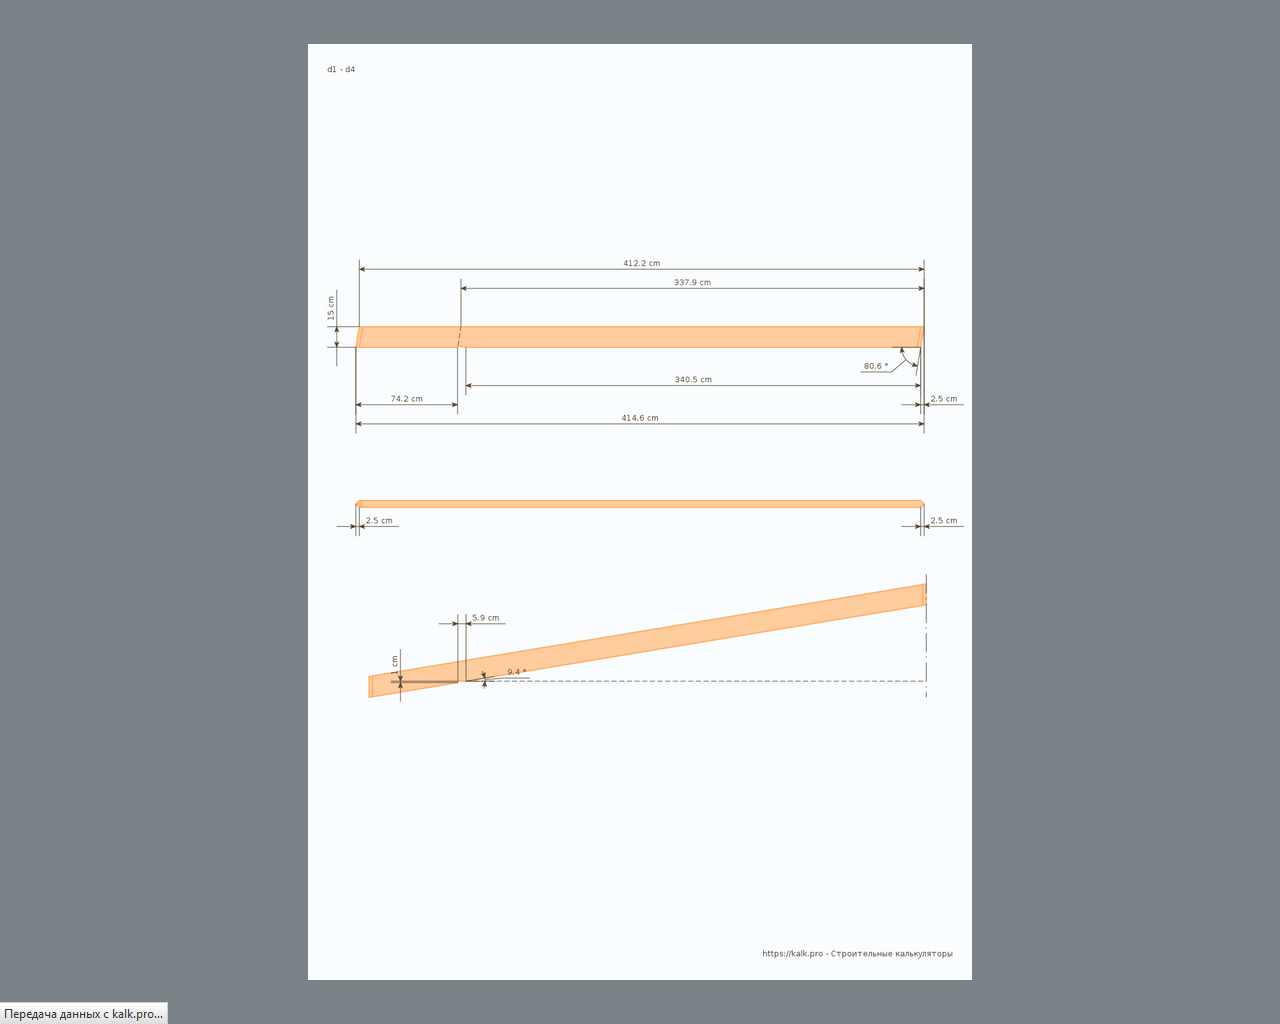 d1 - d4
412.2 cm
337.9 cm
15 cm
80.6 °
340.5 cm
74.2 cm
2.5 cm
414.6 cm
2.5 cm
2.5 cm
5.9 cm
1 cm
9.4 °
https://kalk.pro - Строительные калькуляторы
Передача данных с kalk.pro...